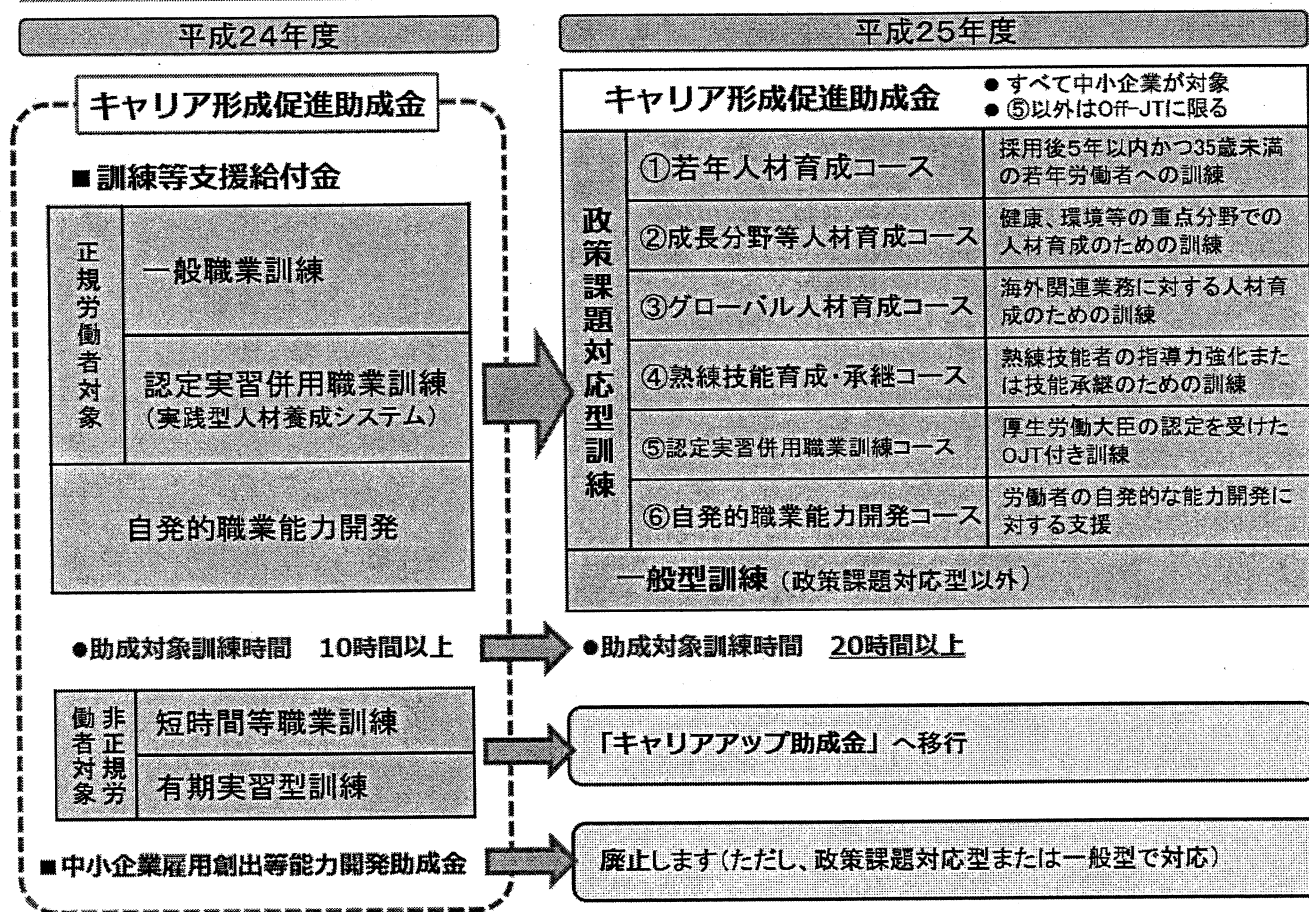 平成24年度
キャリア形成促進助成金
■訓練等支援給付金
正規労働者対象
一般職業訓練
認定実習併用職業訓練
(実践型人材養成システム)
自発的職業能力開発
●助成対象訓練時間 10時間以上
非正規労働者対象
短時間等職業訓練
有期実習型訓練
■中小企業雇用創出等能力開発助成金
平成25年度
キャリア形成促進助成金
● すべて中小企業が対象
● ⑤以外はOff-JTに限る
政策課題対応型訓練
①若年人材育成コース
採用後5年以内かつ35歳未満
の若年労働者への訓練
②成長分野等人材育成コース
健康、環境等の重点分野での
人材育成のための訓練
③グローバル人材育成コース
海外関連業務に対する人材育
成のための訓練
④熟練技能育成・承継コース
熟練技能者の指導力強化また
は技能承継のための訓練
⑤認定実習併用職業訓練コース
厚生労働大臣の認定を受けた
OJT付き訓練
⑥自発的職業能力開発コース
労働者の自発的な能力開発に
対する支援
一般型訓練(政策課題対応型以外)
●助成対象訓練時間 20時間以上
「キャリアアップ助成金」へ移行
廃止します(ただし、政策課題対応型または一般型で対応)